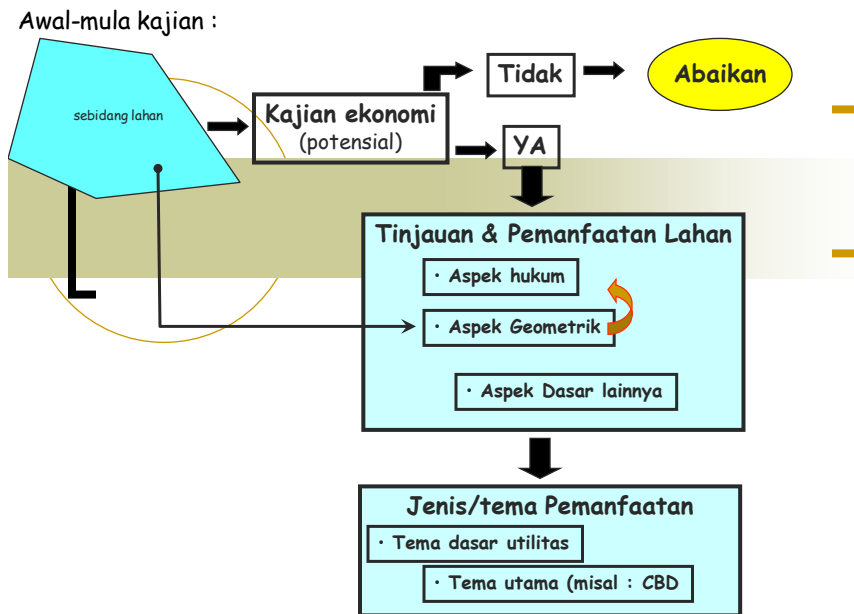 Awal-mula kajian :
sebidang lahan
Kajian ekonomi
(potensial)
Tidak
Abaikan
YA
Tinjauan & Pemanfaatan Lahan
· Aspek hukum
· Aspek Geometrik
· Aspek Dasar lainnya
Jenis/tema Pemanfaatan
· Tema dasar utilitas
· Tema utama (misal : CBD